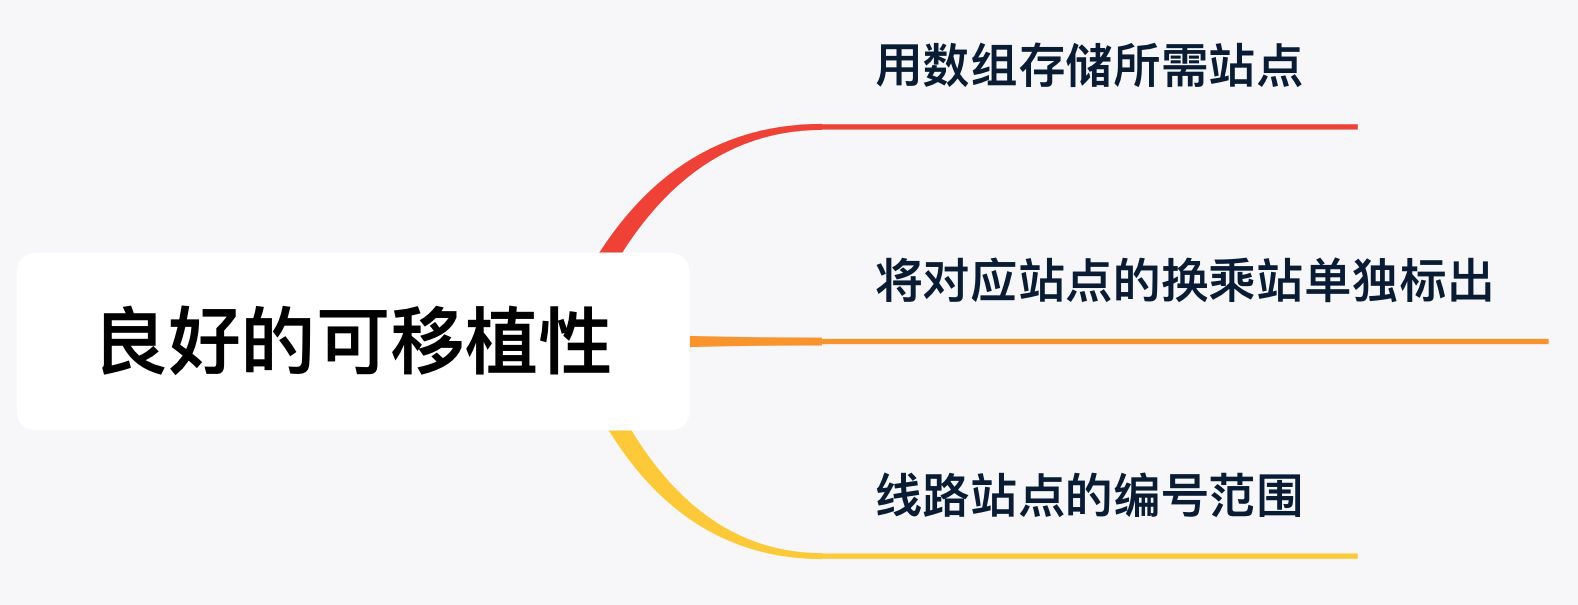 用数组存储所需站点
将对应站点的换乘站单独标出
良好的可移植性
线路站点的编号范围